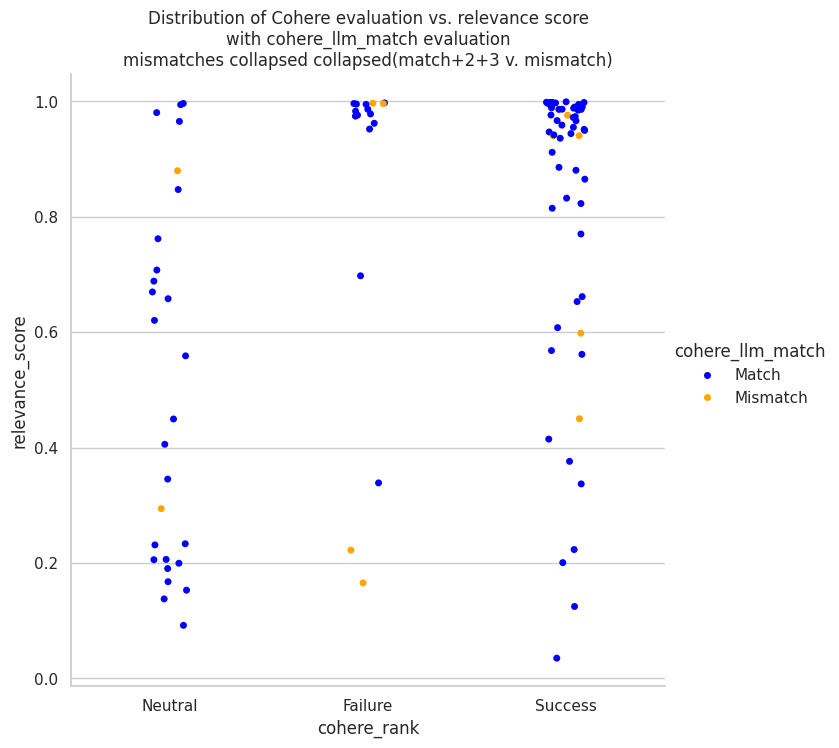 Distribution of Cohere evaluation vs. relevance score
with cohere_llm_match evaluation
mismatches collapsed collapsed(match+2+3 v. mismatch)
1.0
0.8
0.6
0.4
0.2
0.0
relevance_score
Neutral
Failure
Success
cohere_rank
cohere_llm_match
Match
Mismatch